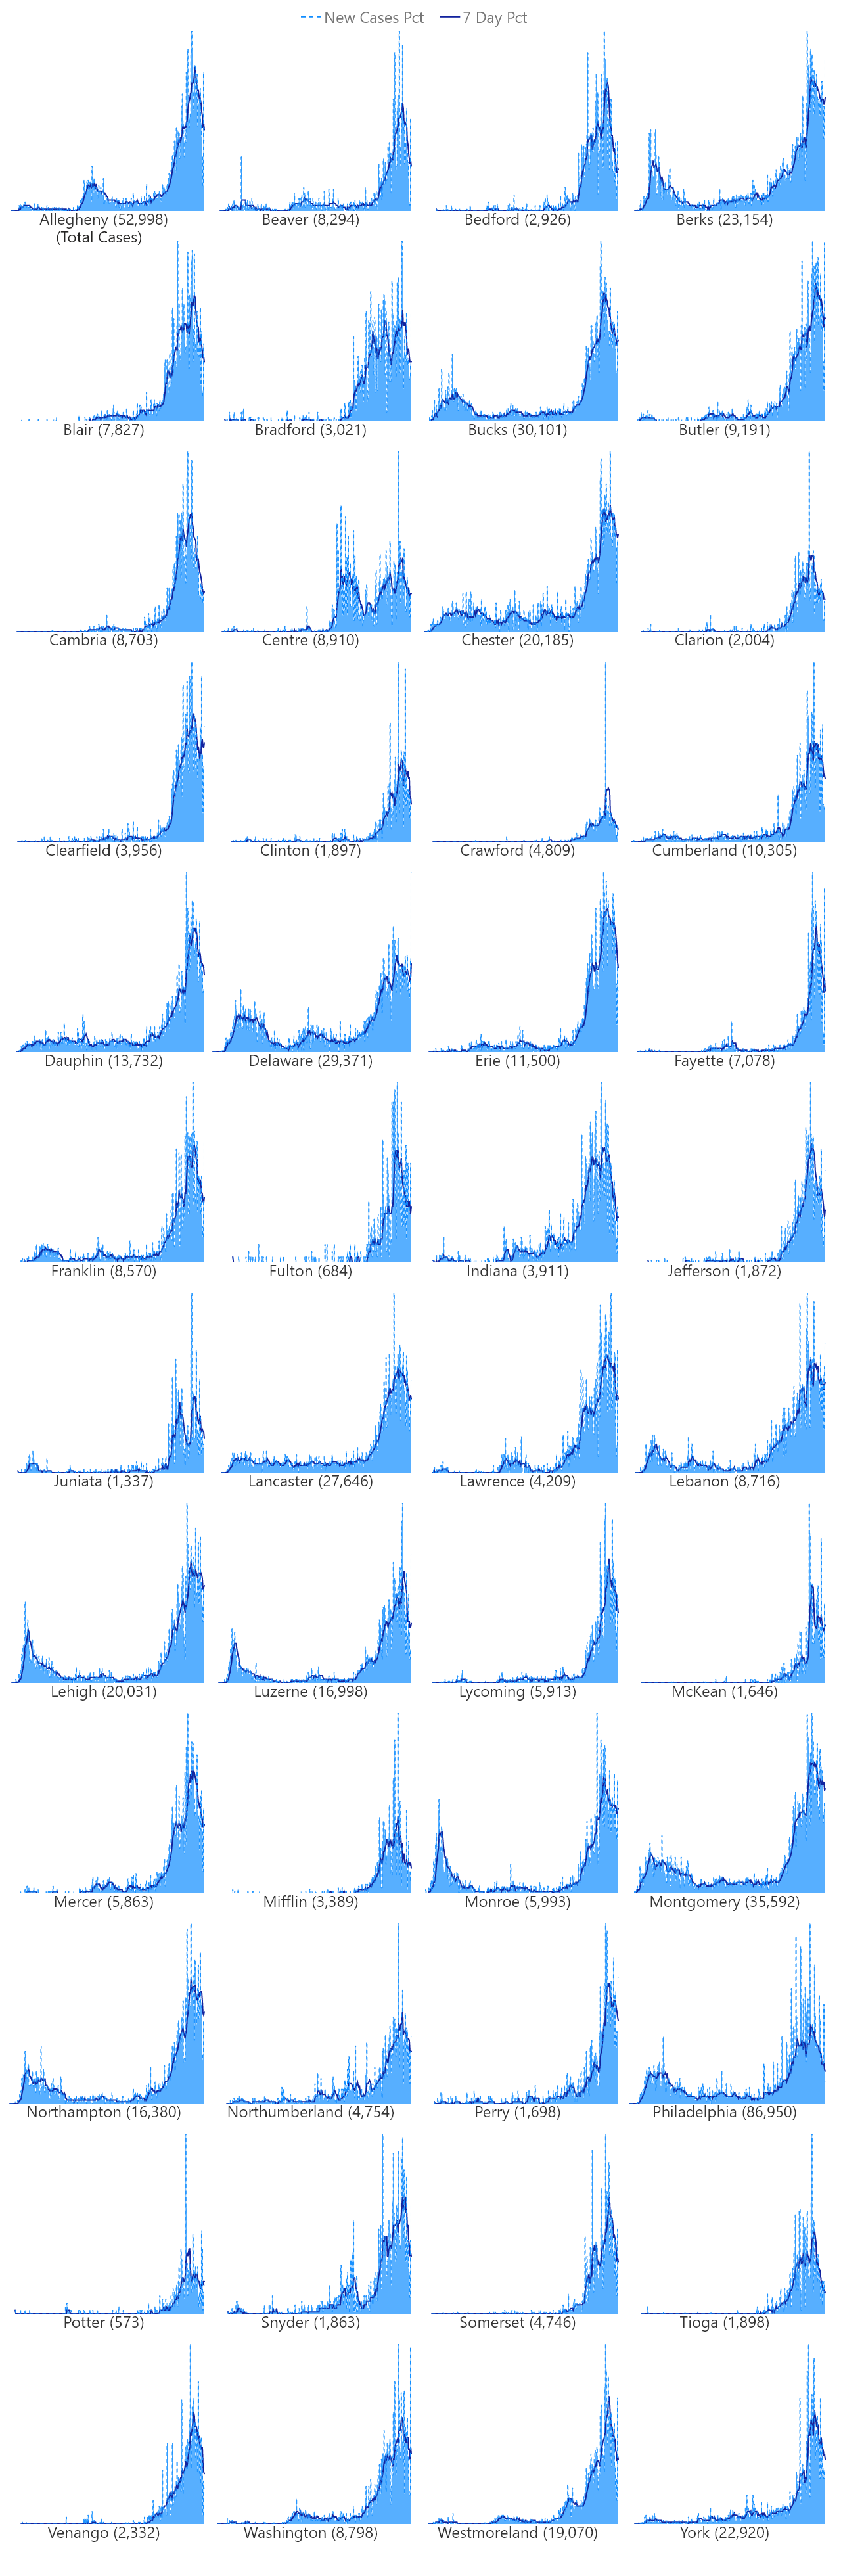 New Cases Pct 7 Day Pct
Allegheny (52,998) Beaver (8,294) Bedford (2,926) Berks (23,154)
(Total Cases)
Blair (7,827) Bradford (3,021) Bucks (30,101) Butler (9,191)
Cambria (8,703) Centre (8,910) Chester (20,185) Clarion (2,004)
Clearfield (3,956) Clinton (1,897) Crawford (4,809) Cumberland (10,305)
Dauphin (13,732) Delaware (29,371) Erie (11,500) Fayette (7,078)
Franklin (8,570) Fulton (684) Indiana (3,911) Jefferson (1,872)
Juniata (1,337) Lancaster (27,646) Lawrence (4,209) Lebanon (8,716)
Lehigh (20,031) Luzerne (16,998) Lycoming (5,913) McKean (1,646)
Mercer (5,863) Mifflin (3,389) Monroe (5,993) Montgomery (35,592)
Northampton (16,380) Northumberland (4,754) Perry (1,698) Philadelphia (86,950)
Potter (573) Snyder (1,863) Somerset (4,746) Tioga (1,898)
Venango (2,332) Washington (8,798) Westmoreland (19,070) York (22,920)